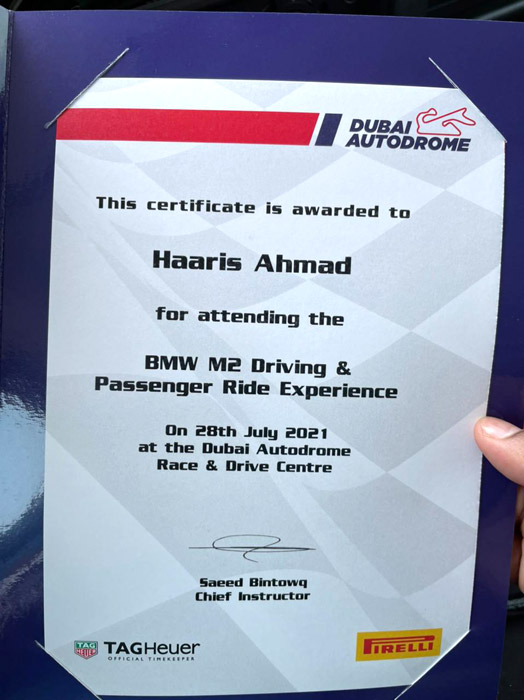 DUBAI
AUTODROME
This certificate is awarded to
Haaris Ahmad
for attending the
BMW M2 Driving &
Passenger Ride Experience
On 28th July 2021
at the Dubai Autodrome
Race & Drive Centre
Saeed Bintowq
Chief Instructor
TAG
HEUER
TAGHeuer
OFFICIAL TIMEKEEPER
PIRELLI